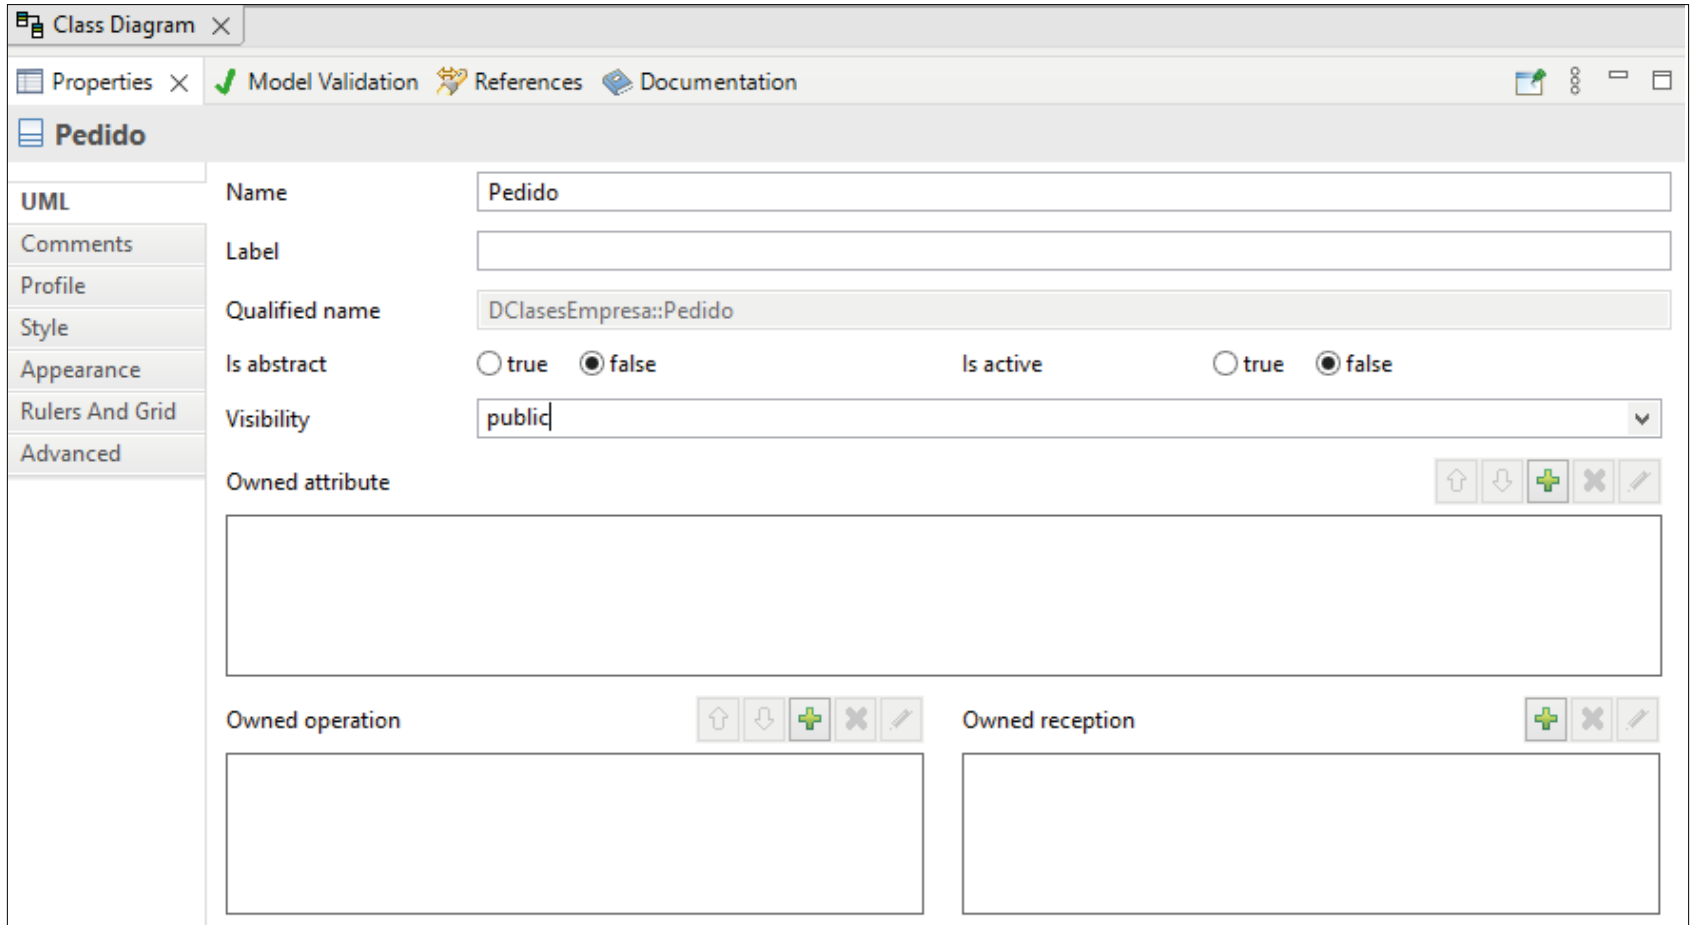 Class Diagram
Properties Model Validation References Documentation
Pedido
UML
Comments
Profile
Style
Appearance
Rulers And Grid
Advanced
Name Pedido
Label
Qualified name DClasesEmpresa::Pedido
Is abstract true false Is active true false
Visibility public
Owned attribute
Owned operation Owned reception